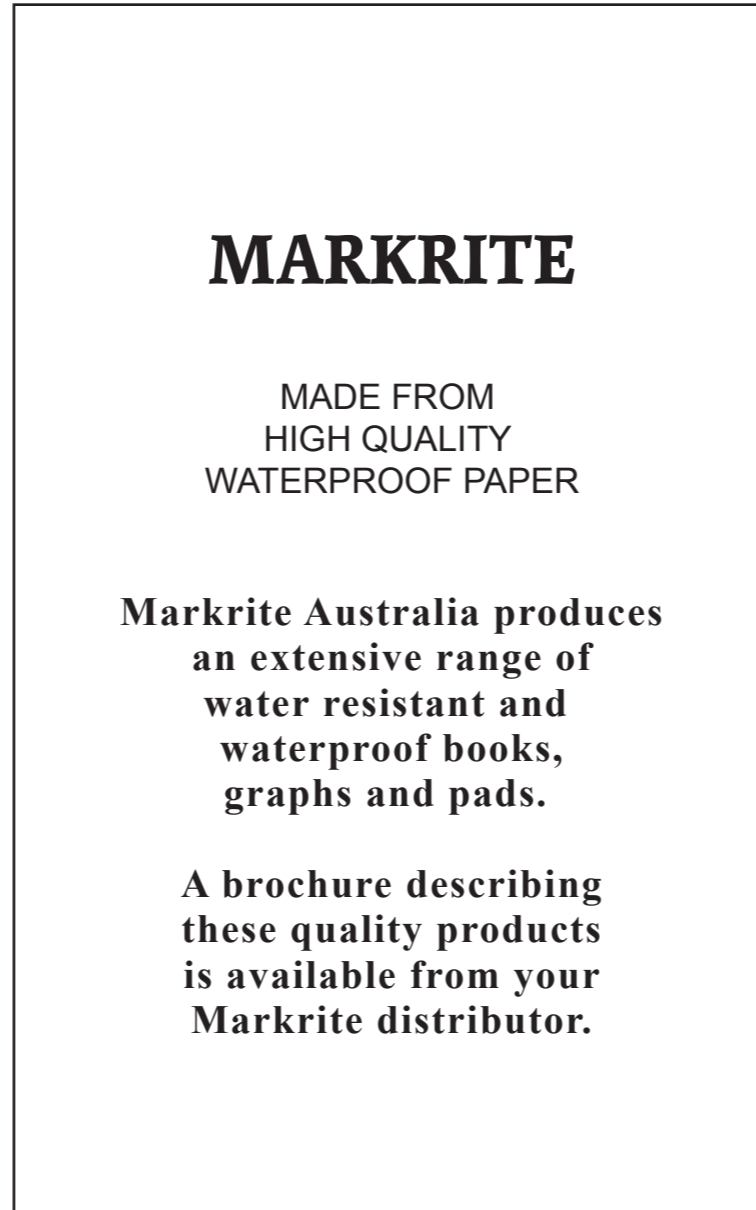 MARKRITE
MADE FROM
HIGH QUALITY
WATERPROOF PAPER
Markrite Australia produces
an extensive range of
water resistant and
waterproof books,
graphs and pads.
A brochure describing
these quality products
is available from your
Markrite distributor.